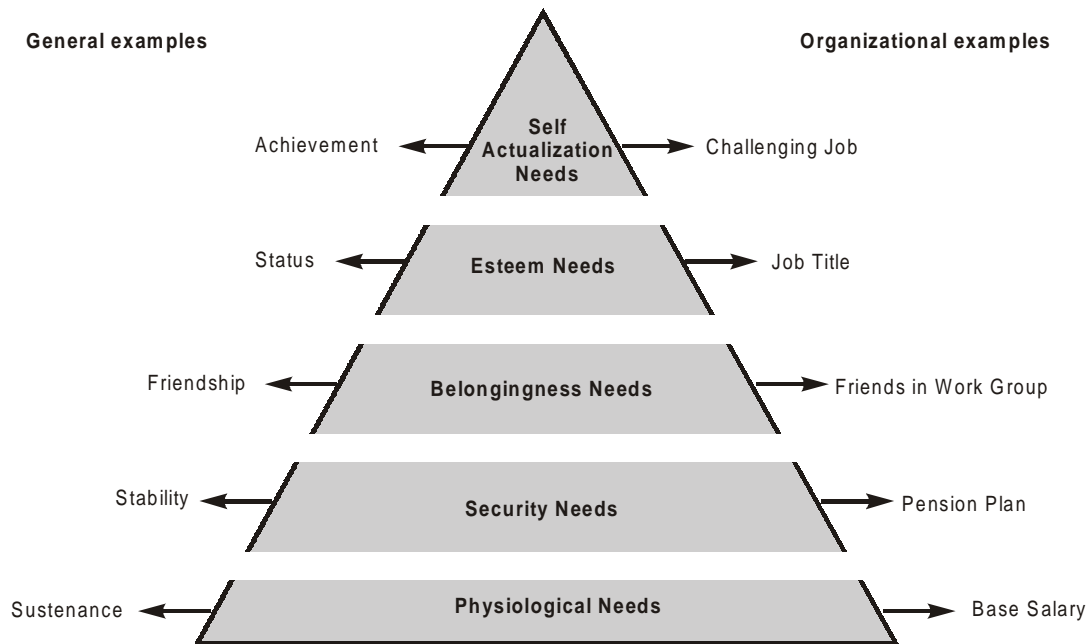 General examples
Organizational examples
Self
Actualization
Needs
Achievement
Challenging Job
Status
Esteem Needs
Job Title
Friendship
Belongingness Needs
Friends in Work Group
Stability
Security Needs
Pension Plan
Sustenance
Physiological Needs
Base Salary